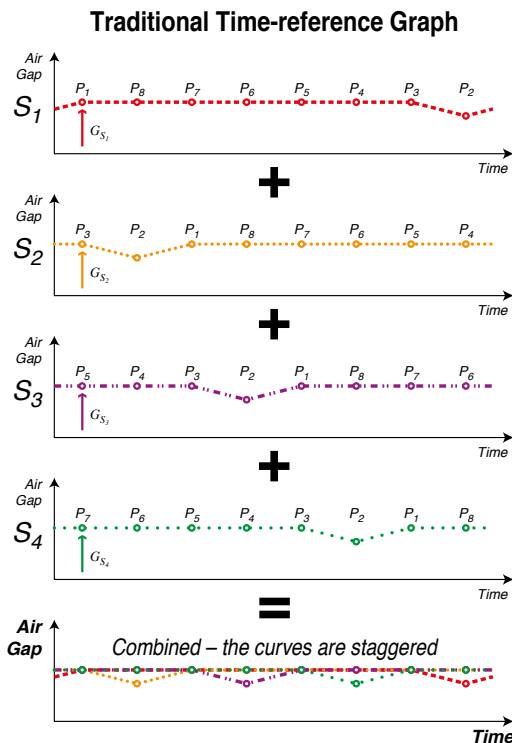 Traditional Time-reference Graph
Air
Gap
P1 P8 P7 P6 P5 P4 P3 P2
S1
GS1
Time
+
Air
Gap
P3 P2 P1 P8 P7 P6 P5 P4
S2
GS2
Time
+
Air
Gap
P5 P4 P3 P2 P1 P8 P7 P6
S3
GS3
Time
+
Air
Gap
P7 P6 P5 P4 P3 P2 P1 P8
S4
GS4
Time
=
Air
Gap
Combined – the curves are staggered
Time